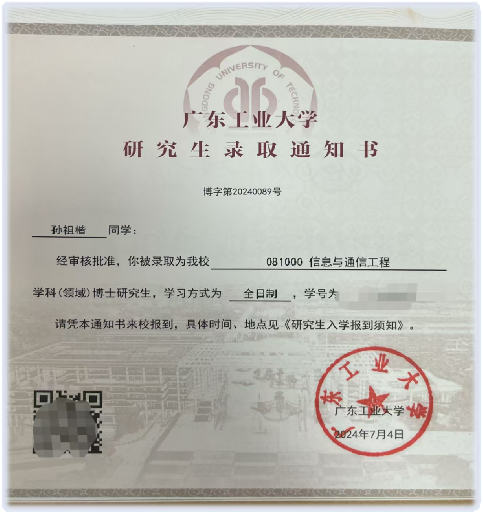 GDONG UNIVERSITY OF TECHN
广东工业大学
研究生录取通知书
博字第20240089号
孙祖楷 同学:
经审核批准，你被录取为我校 081000 信息与通信工程
学科(领域)博士研究生，学习方式为 全日制 ，学号为
请凭本通知书来校报到，具体时间、地点见《研究生入学报到须知》。
广东工业大学
广东工业大学
2024年7月4日